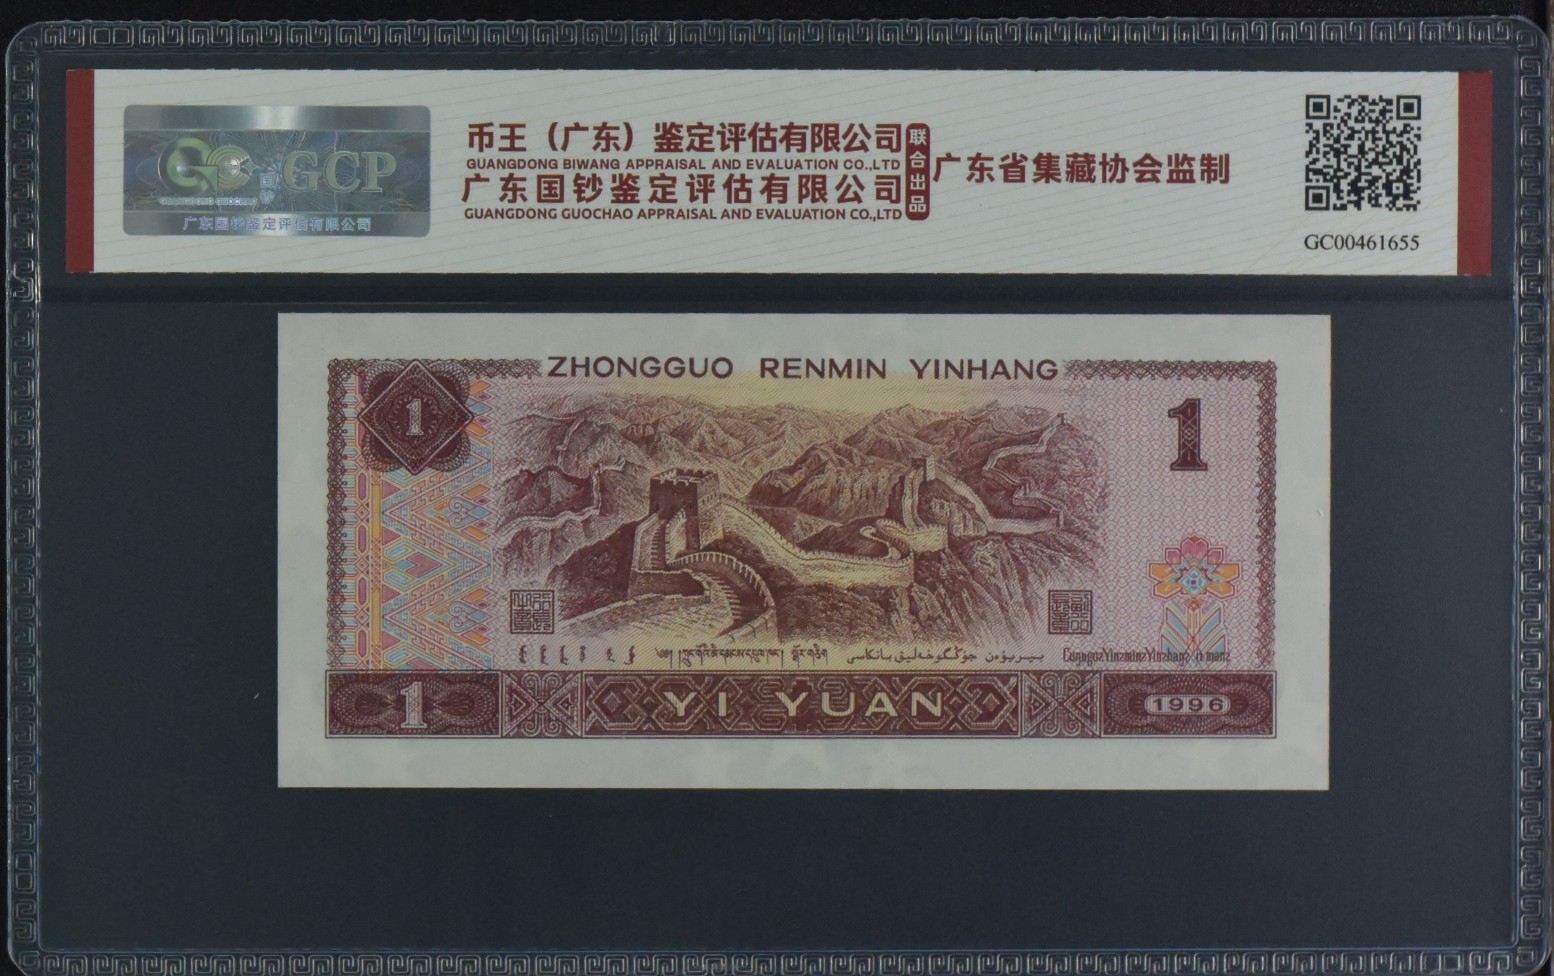 GCP
广东国钞鉴定评估有限公司
币王（广东）鉴定评估有限公司
GUANGDONG BIWANG APPRAISAL AND EVALUATION CO.,LTD
广东国钞鉴定评估有限公司
GUANGDONG GUOCHAO APPRAISAL AND EVALUATION CO.,LTD
联合出品
广东省集藏协会监制
GC00461655
ZHONGGUO RENMIN YINHANG
1
1
1
YI YUAN
1996